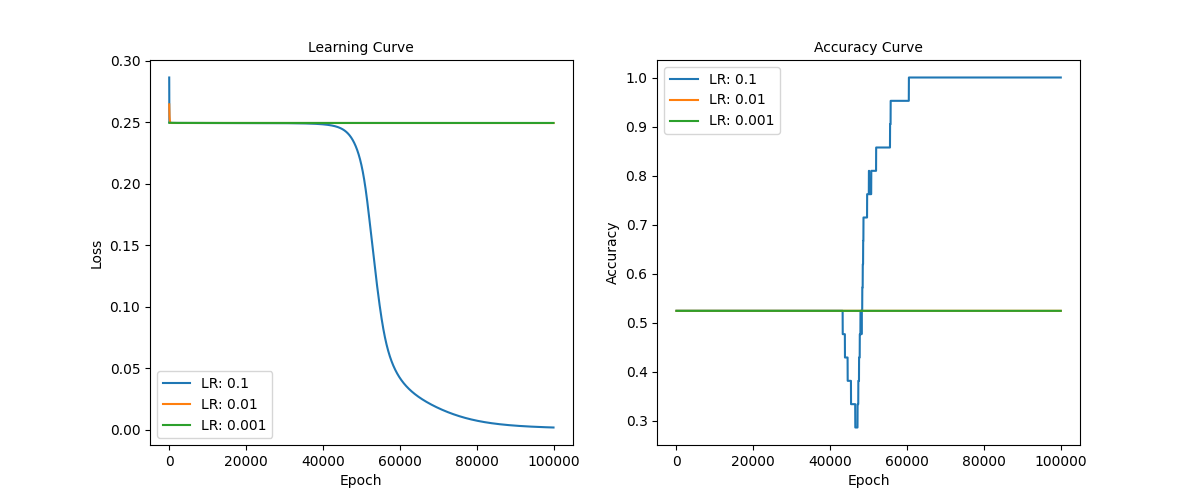 Learning Curve
0.30
0.25
0.20
0.15
0.10
0.05
0.00
Loss
LR: 0.1
LR: 0.01
LR: 0.001
0 20000 40000 60000 80000 100000
Epoch
Accuracy Curve
1.0
0.9
0.8
0.7
0.6
0.5
0.4
0.3
Accuracy
LR: 0.1
LR: 0.01
LR: 0.001
0 20000 40000 60000 80000 100000
Epoch